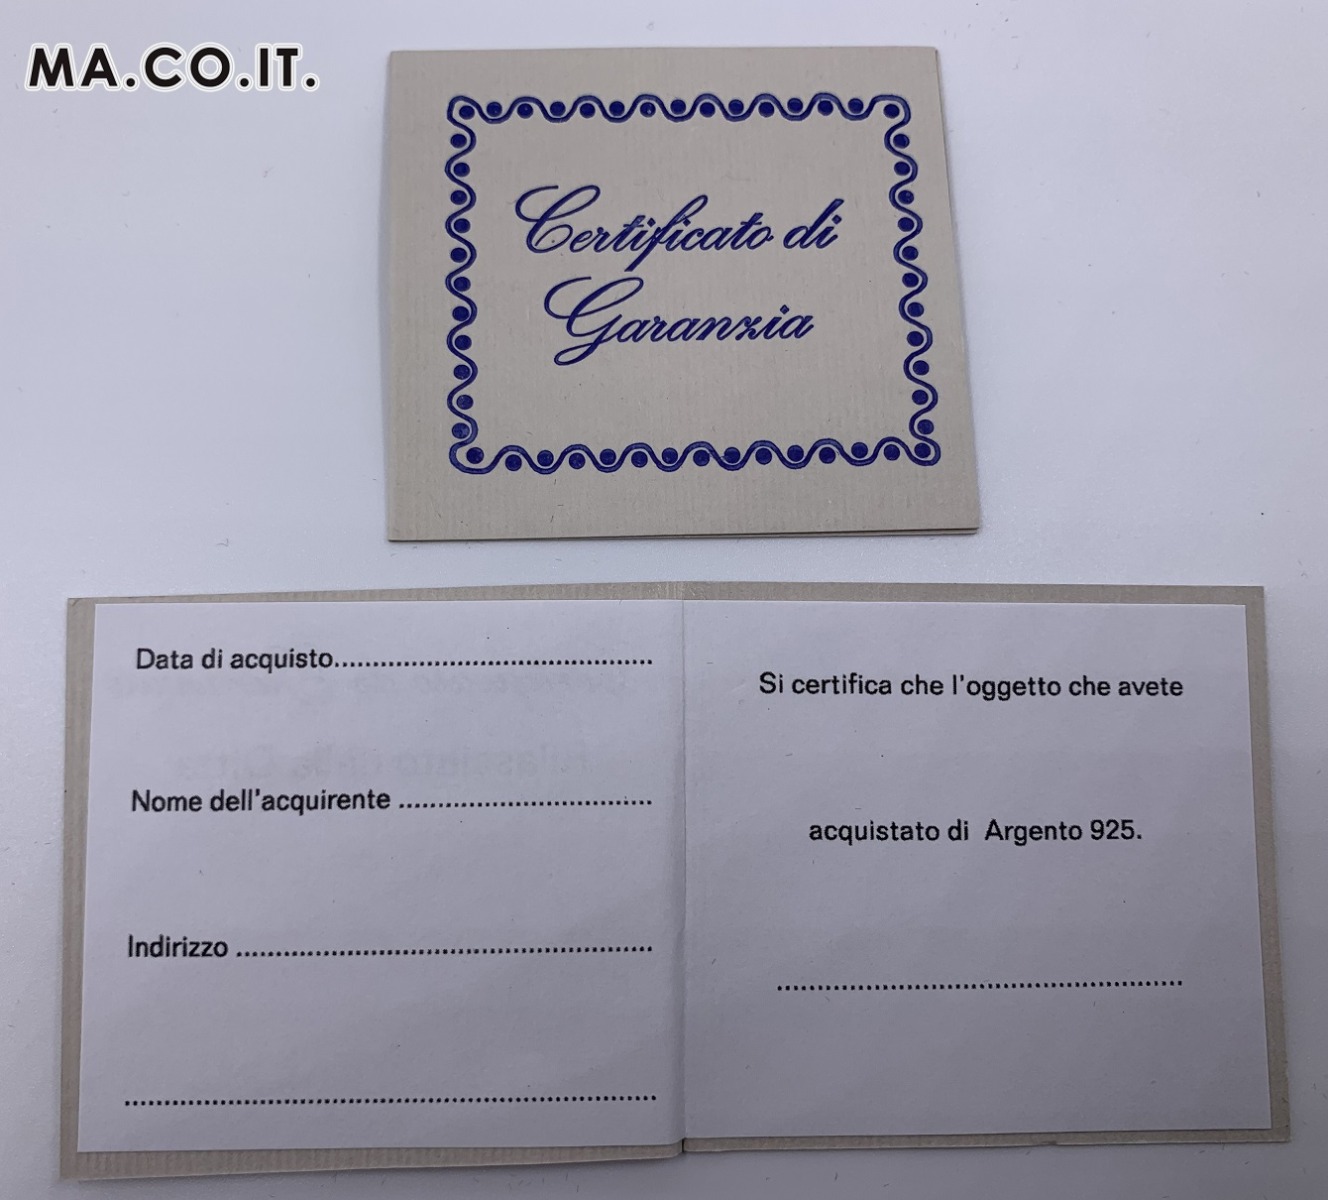 MA.CO.IT.
Certificato di
Garanzia
Data di acquisto..........................................
Nome dell'acquirente .................................
Indirizzo ......................................................
.....................................................................
Si certifica che l'oggetto che avete
acquistato di Argento 925.
....................................................